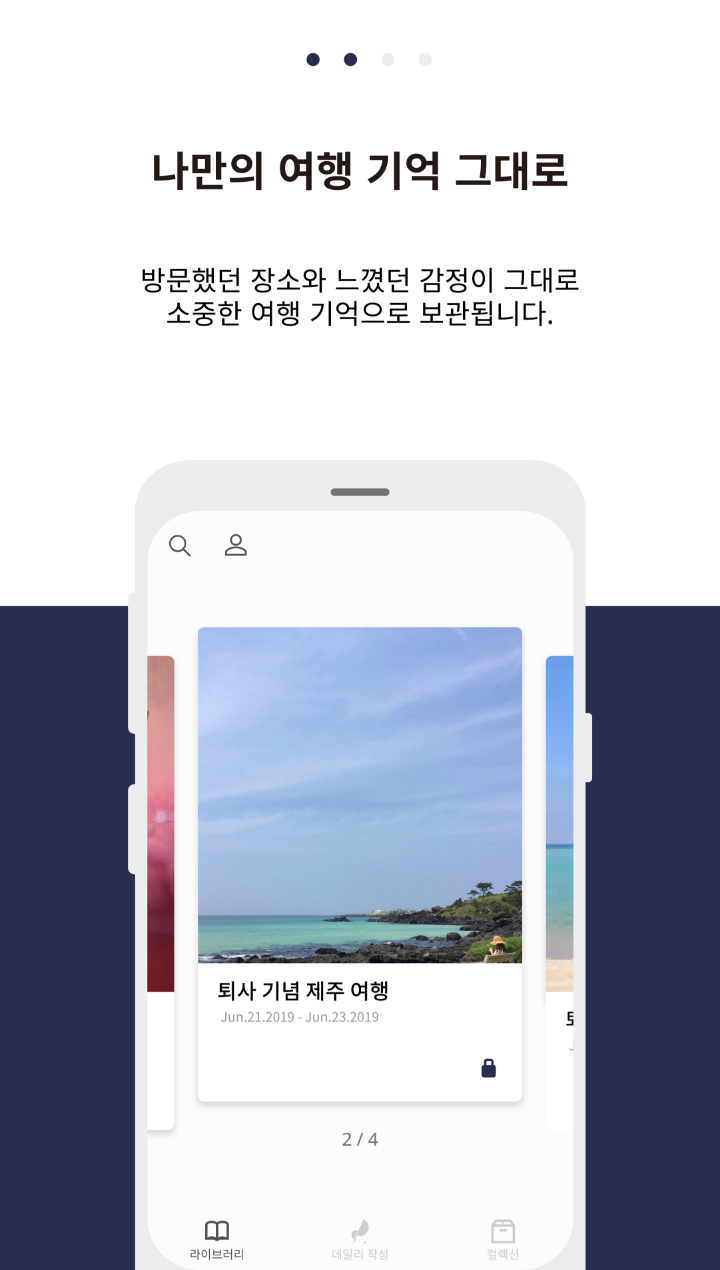 나만의 여행 기억 그대로
방문했던 장소와 느꼈던 감정이 그대로
소중한 여행 기억으로 보관됩니다.
퇴사 기념 제주 여행
Jun.21.2019 - Jun.23.2019
2 / 4
라이브러리
데일리 작성
컬렉션